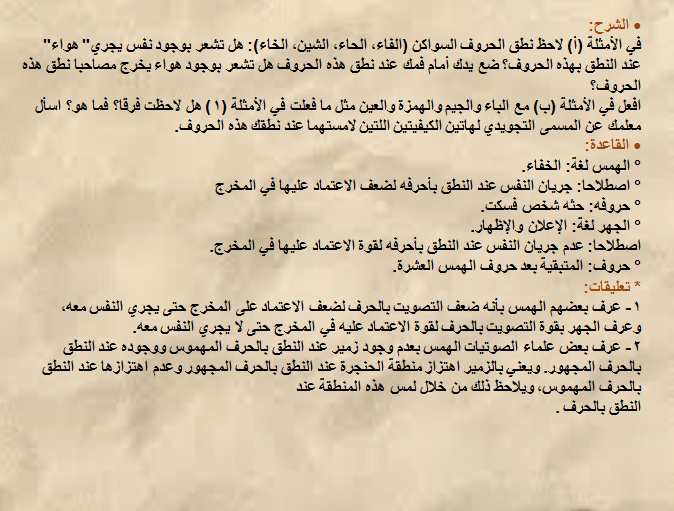 ● الشرح:
في الأمثلة (أ) لاحظ نطق الحروف السواكن (الفاء، الحاء، الشين، الخاء): هل تشعر بوجود نفس يجري" هواء"
عند النطق بهذه الحروف؟ ضع يدك أمام فمك عند نطق هذه الحروف هل تشعر بوجود هواء يخرج مصاحبا نطق هذه
الحروف؟
افعل في الأمثلة (ب) مع الباء والجيم والهمزة والعين مثل ما فعلت في الأمثلة (١) هل لاحظت فرقا؟ فما هو؟ اسأل
معلمك عن المسمى التجويدي لهاتين الكيفيتين اللتين لامستهما عند نطقك هذه الحروف.
● القاعدة:
° الهمس لغة: الخفاء.
° اصطلاحا: جريان النفس عند النطق بأحرفه لضعف الاعتماد عليها في المخرج
° حروفه: حثه شخص فسكت.
° الجهر لغة: الإعلان والإظهار.
اصطلاحا: عدم جريان النفس عند النطق بأحرفه لقوة الاعتماد عليها في المخرج.
° حروف: المتبقية بعد حروف الهمس العشرة.
* تعليقات:
١ - عرف بعضهم الهمس بأنه ضعف التصويت بالحرف لضعف الاعتماد على المخرج حتى يجري النفس معه،
وعرف الجهر بقوة التصويت بالحرف لقوة الاعتماد عليه في المخرج حتى لا يجري النفس معه.
٢ - عرف بعض علماء الصوتيات الهمس بعدم وجود زمير عند النطق بالحرف المهموس ووجوده عند النطق
بالحرف المجهور. ويعني بالزمير اهتزاز منطقة الحنجرة عند النطق بالحرف المجهور وعدم اهتزازها عند النطق
بالحرف المهموس، ويلاحظ ذلك من خلال لمس هذه المنطقة عند
النطق بالحرف .